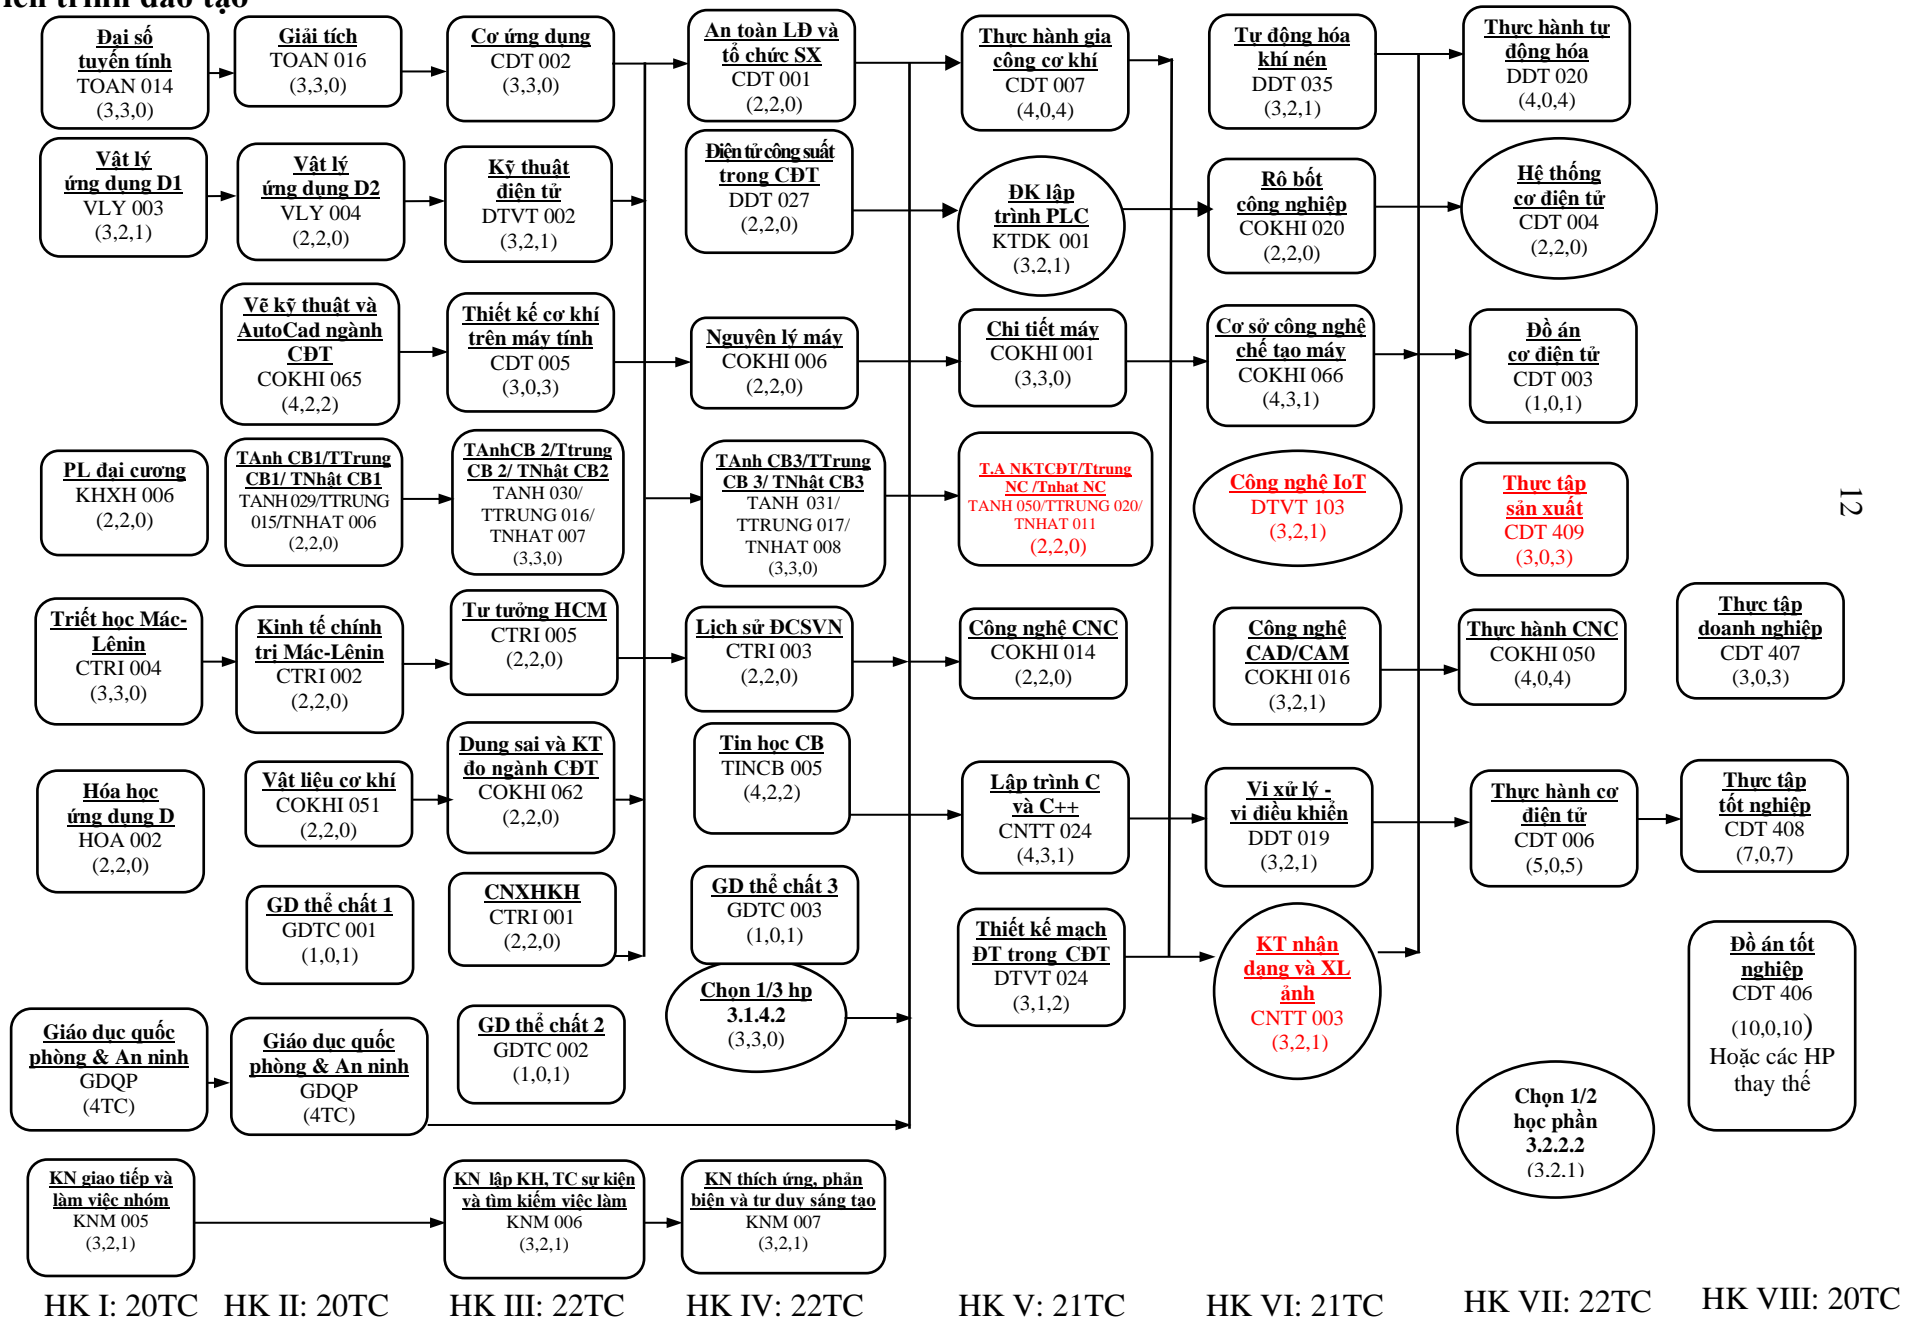 trình đào tạo
Đại số
tuyến tính
TOAN 014
(3,3,0)
Giải tích
TOAN 016
(3,3,0)
Cơ ứng dụng
CDT 002
(3,3,0)
An toàn LĐ và
tổ chức SX
CDT 001
(2,2,0)
Thực hành gia
công cơ khí
CDT 007
(4,0,4)
Tự động hóa
khí nén
DDT 035
(3,2,1)
Thực hành tự
động hóa
DDT 020
(4,0,4)
Vật lý
ứng dụng D1
VLY 003
(3,2,1)
Vật lý
ứng dụng D2
VLY 004
(2,2,0)
Kỹ thuật
điện tử
DTVT 002
(3,2,1)
Điện tử công suất
trong CĐT
DDT 027
(2,2,0)
ĐK lập
trình PLC
KTDK 001
(3,2,1)
Rô bốt
công nghiệp
COKHI 020
(2,2,0)
Hệ thống
cơ điện tử
CDT 004
(2,2,0)
Vẽ kỹ thuật và
AutoCad ngành
CĐT
COKHI 065
(4,2,2)
Thiết kế cơ khí
trên máy tính
CDT 005
(3,0,3)
Nguyên lý máy
COKHI 006
(2,2,0)
Chi tiết máy
COKHI 001
(3,3,0)
Cơ sở công nghệ
chế tạo máy
COKHI 066
(4,3,1)
Đồ án
cơ điện tử
CDT 003
(1,0,1)
PL đại cương
KHXH 006
(2,2,0)
TAnh CB1/TTrung
CB1/ TNhật CB1
TANH 029/TTRUNG
015/TNHAT 006
(2,2,0)
TAnhCB 2/Ttrung
CB 2/ TNhật CB2
TANH 030/
TTRUNG 016/
TNHAT 007
(3,3,0)
TAnh CB3/TTrung
CB 3/ TNhật CB3
TANH 031/
TTRUNG 017/
TNHAT 008
(3,3,0)
T.A NKTCĐT/Ttrung
NC /Tnhat NC
TANH 050/TTRUNG 020/
TNHAT 011
(2,2,0)
Công nghệ IoT
DTVT 103
(3,2,1)
Thực tập
sản xuất
CDT 409
(3,0,3)
12
Triết học Mác-
Lênin
CTRI 004
(3,3,0)
Kinh tế chính
trị Mác-Lênin
CTRI 002
(2,2,0)
Tư tưởng HCM
CTRI 005
(2,2,0)
Lịch sử ĐCSVN
CTRI 003
(2,2,0)
Công nghệ CNC
COKHI 014
(2,2,0)
Công nghệ
CAD/CAM
COKHI 016
(3,2,1)
Thực hành CNC
COKHI 050
(4,0,4)
Thực tập
doanh nghiệp
CDT 407
(3,0,3)
Hóa học
ứng dụng D
HOA 002
(2,2,0)
Vật liệu cơ khí
COKHI 051
(2,2,0)
Dung sai và KT
đo ngành CĐT
COKHI 062
(2,2,0)
Tin học CB
TINCB 005
(4,2,2)
Lập trình C
và C++
CNTT 024
(4,3,1)
Vi xử lý -
vi điều khiển
DDT 019
(3,2,1)
Thực hành cơ
điện tử
CDT 006
(5,0,5)
Thực tập
tốt nghiệp
CDT 408
(7,0,7)
GD thể chất 1
GDTC 001
(1,0,1)
CNXHKH
CTRI 001
(2,2,0)
GD thể chất 3
GDTC 003
(1,0,1)
Thiết kế mạch
ĐT trong CĐT
DTVT 024
(3,1,2)
KT nhận
dạng và XL
ảnh
CNTT 003
(3,2,1)
Đồ án tốt
nghiệp
CDT 406
(10,0,10)
Hoặc các HP
thay thế
Giáo dục quốc
phòng & An ninh
GDQP
(4TC)
Giáo dục quốc
phòng & An ninh
GDQP
(4TC)
GD thể chất 2
GDTC 002
(1,0,1)
Chọn 1/3 hp
3.1.4.2
(3,3,0)
Chọn 1/2
học phần
3.2.2.2
(3,2,1)
KN giao tiếp và
làm việc nhóm
KNM 005
(3,2,1)
KN lập KH, TC sự kiện
và tìm kiếm việc làm
KNM 006
(3,2,1)
KN thích ứng, phản
biện và tư duy sáng tạo
KNM 007
(3,2,1)
HK I: 20TC
HK II: 20TC
HK III: 22TC
HK IV: 22TC
HK V: 21TC
HK VI: 21TC
HK VII: 22TC
HK VIII: 20TC